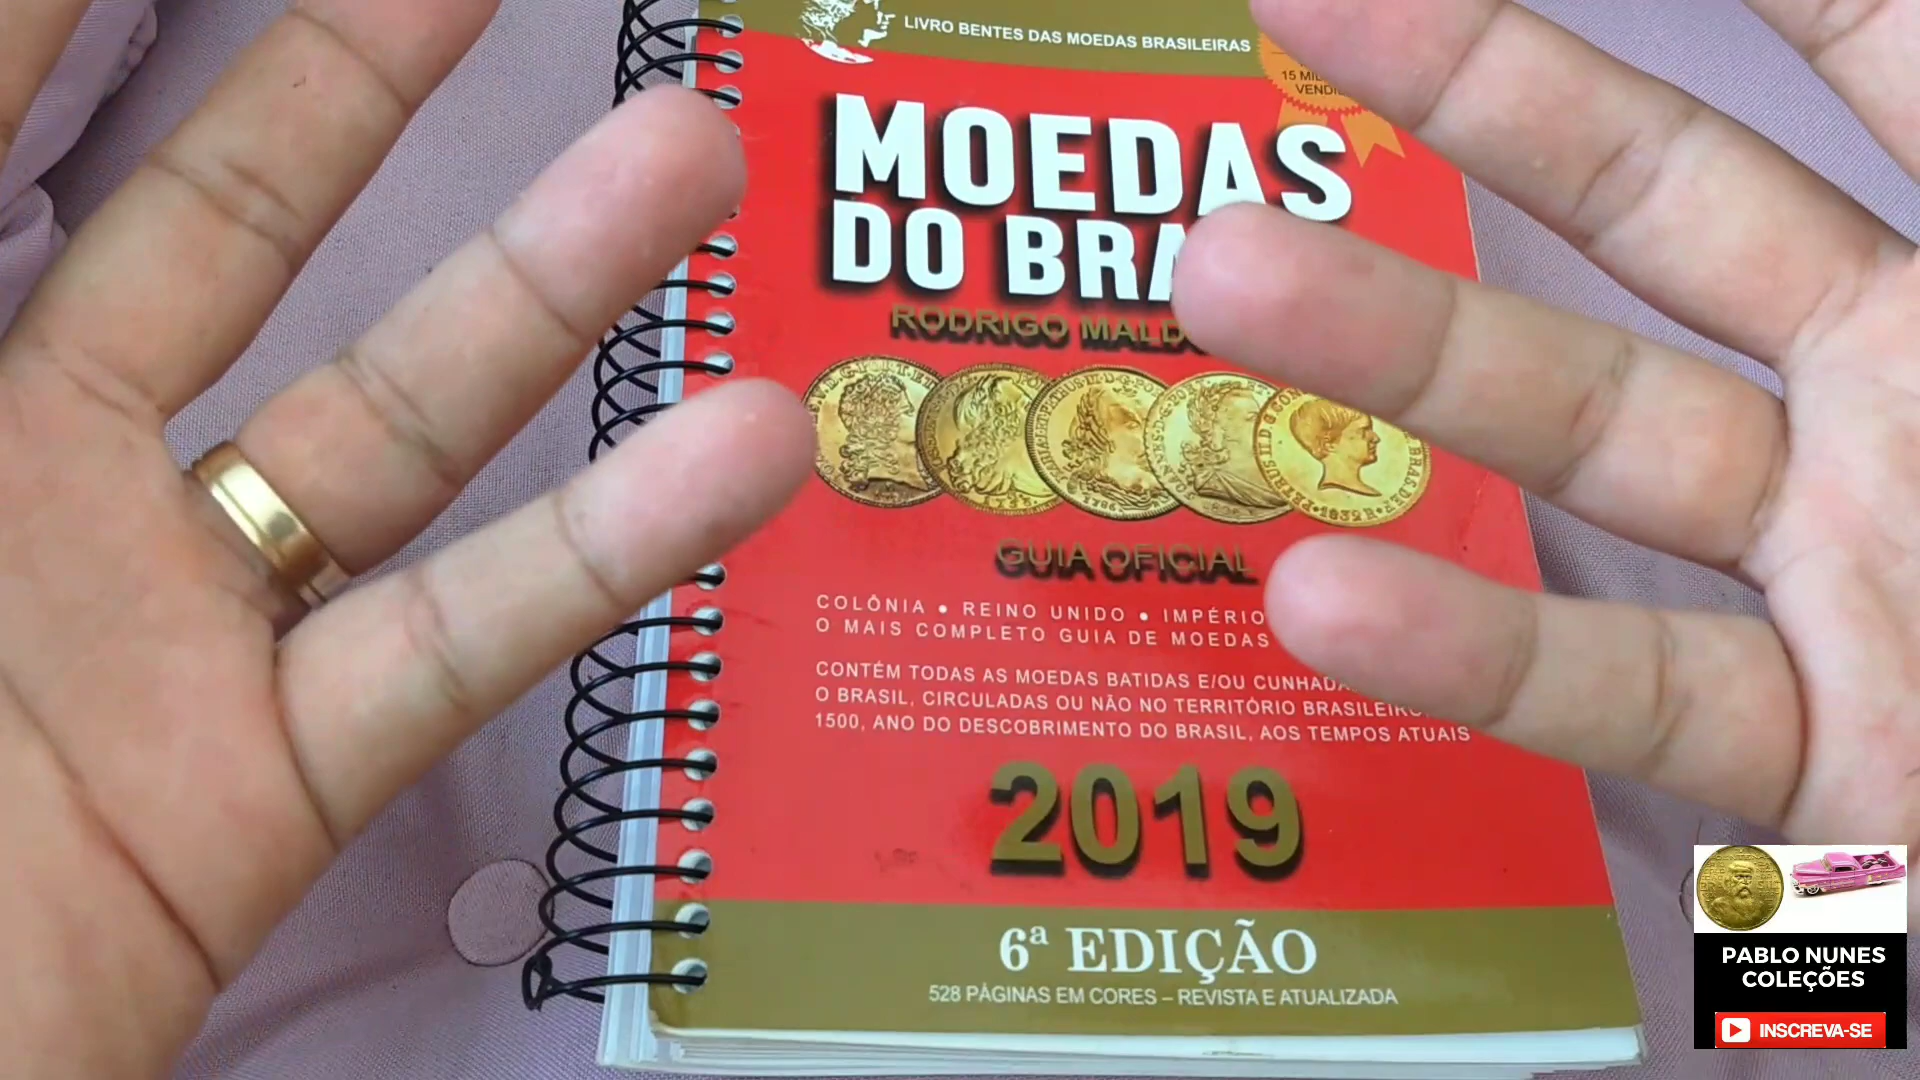 LIVRO BENTES DAS MOEDAS BRASILEIRAS
15 MIL
MOEDAS
DO BRA
RODRIGO MALD
GUIA OFICIAL
COLÔNIA ● REINO UNIDO ● IMPÉRIO
O MAIS COMPLETO GUIA DE MOEDAS
CONTÉM TODAS AS MOEDAS BATIDAS E/OU CUNHADA
O BRASIL, CIRCULADAS OU NÃO NO TERRITÓRIO BRASILEIRO
1500, ANO DO DESCOBRIMENTO DO BRASIL, AOS TEMPOS ATUAIS
2019
6ª EDIÇÃO
528 PÁGINAS EM CORES – REVISTA E ATUALIZADA
PABLO NUNES
COLEÇÕES
INSCREVA-SE